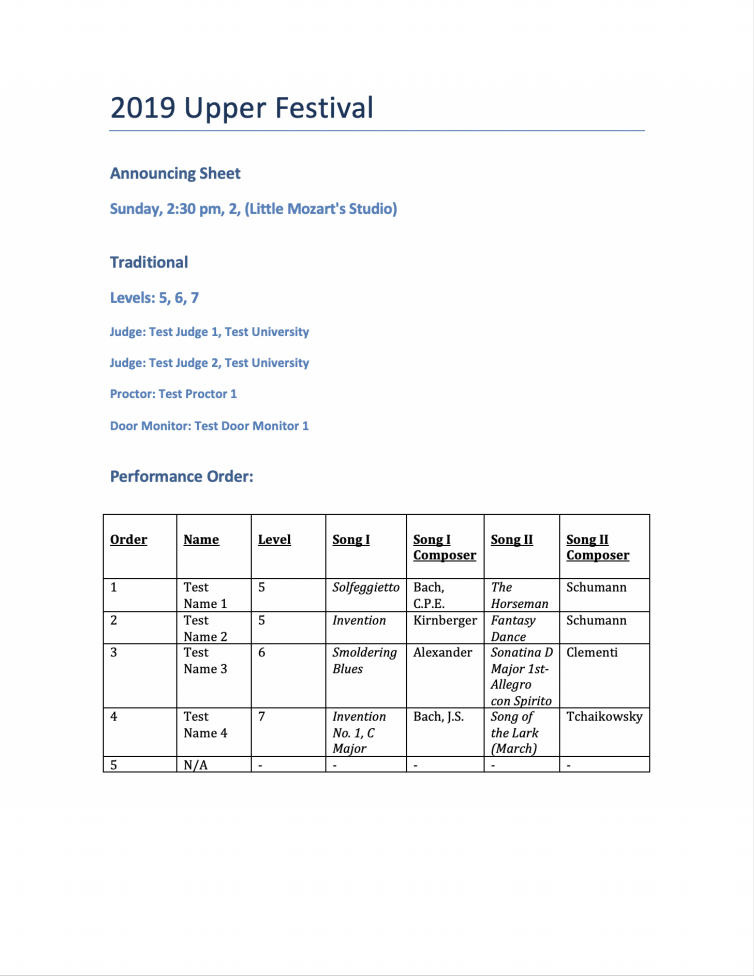 2019 Upper Festival
Announcing Sheet
Sunday, 2:30 pm, 2, (Little Mozart's Studio)
Traditional
Levels: 5, 6, 7
Judge: Test Judge 1, Test University
Judge: Test Judge 2, Test University
Proctor: Test Proctor 1
Door Monitor: Test Door Monitor 1
Performance Order:
Order Name Level Song I Song I Song II Song II
Composer Composer
1 Test 5 Solfeggietto Bach, The Schumann
Name 1 C.P.E. Horseman
2 Test 5 Invention Kirnberger Fantasy Schumann
Name 2 Dance
3 Test 6 Smoldering Alexander Sonatina D Clementi
Name 3 Blues Major 1st-
Allegro
con Spirito
4 Test 7 Invention Bach, J.S. Song of Tchaikowsky
Name 4 No. 1, C the Lark
Major (March)
5 N/A - - - - -